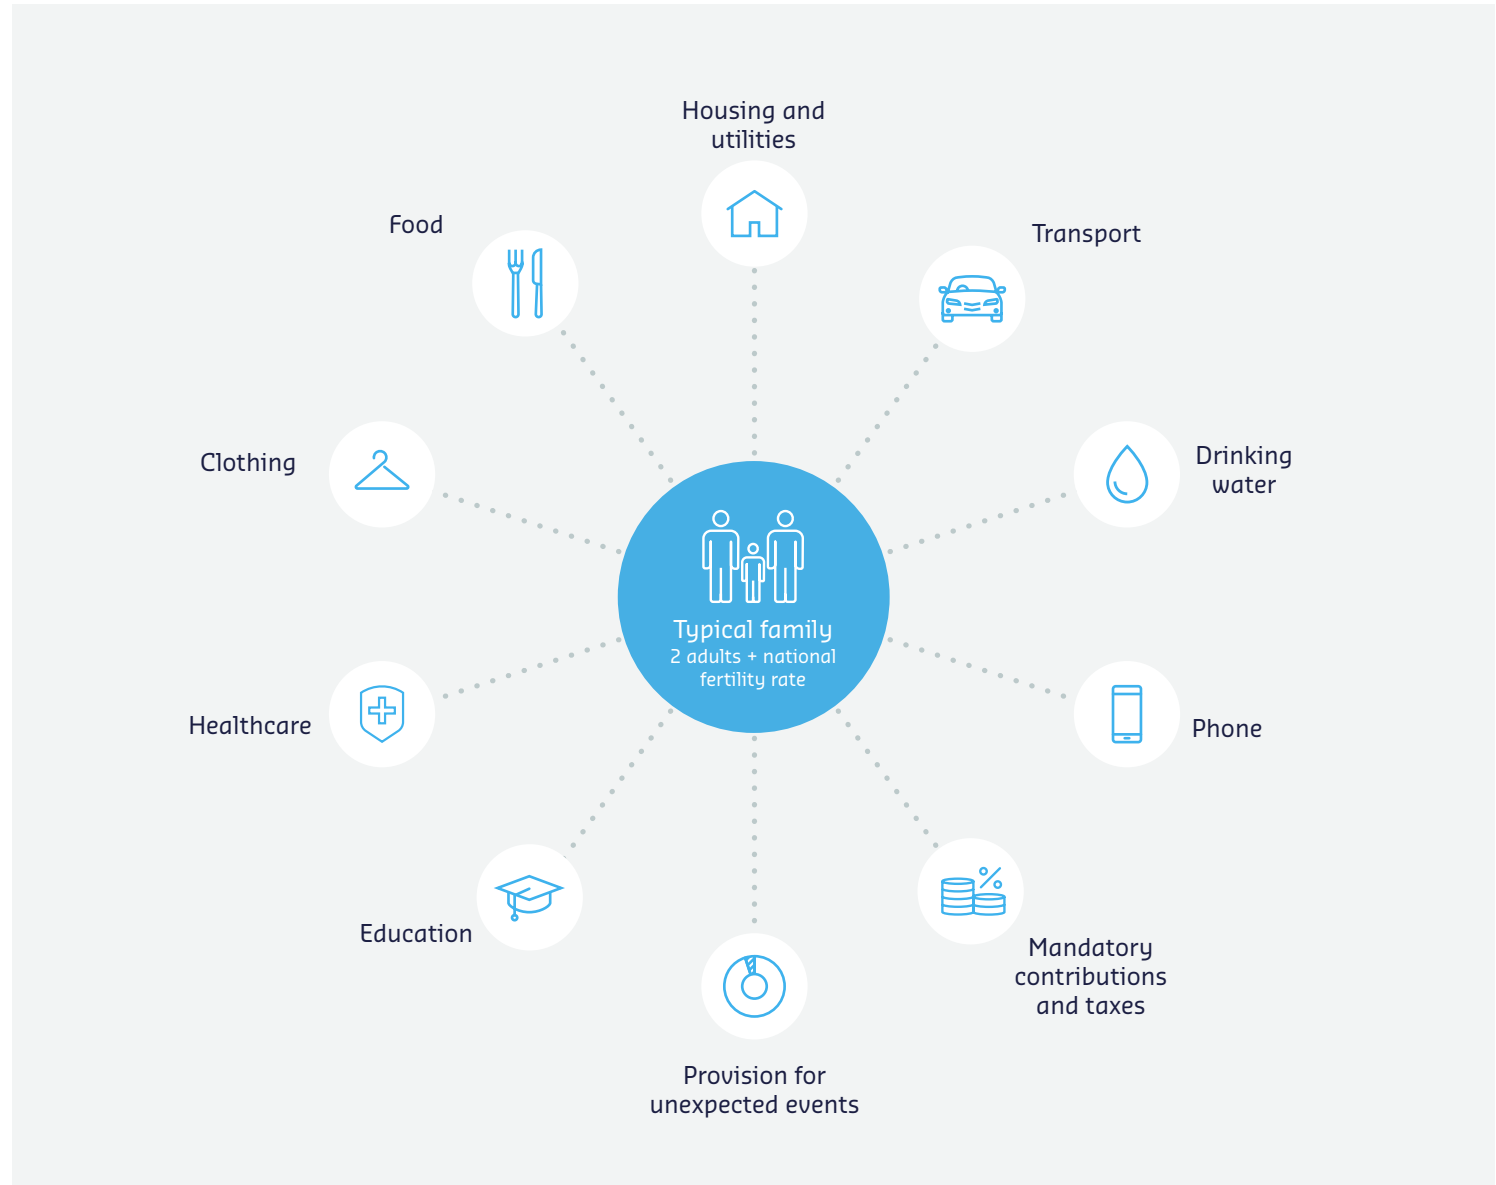 Housing and
utilities
Food
Transport
Clothing
Drinking
water
Typical family
2 adults + national
fertility rate
Healthcare
Phone
Education
Mandatory
contributions
and taxes
Provision for
unexpected events
%